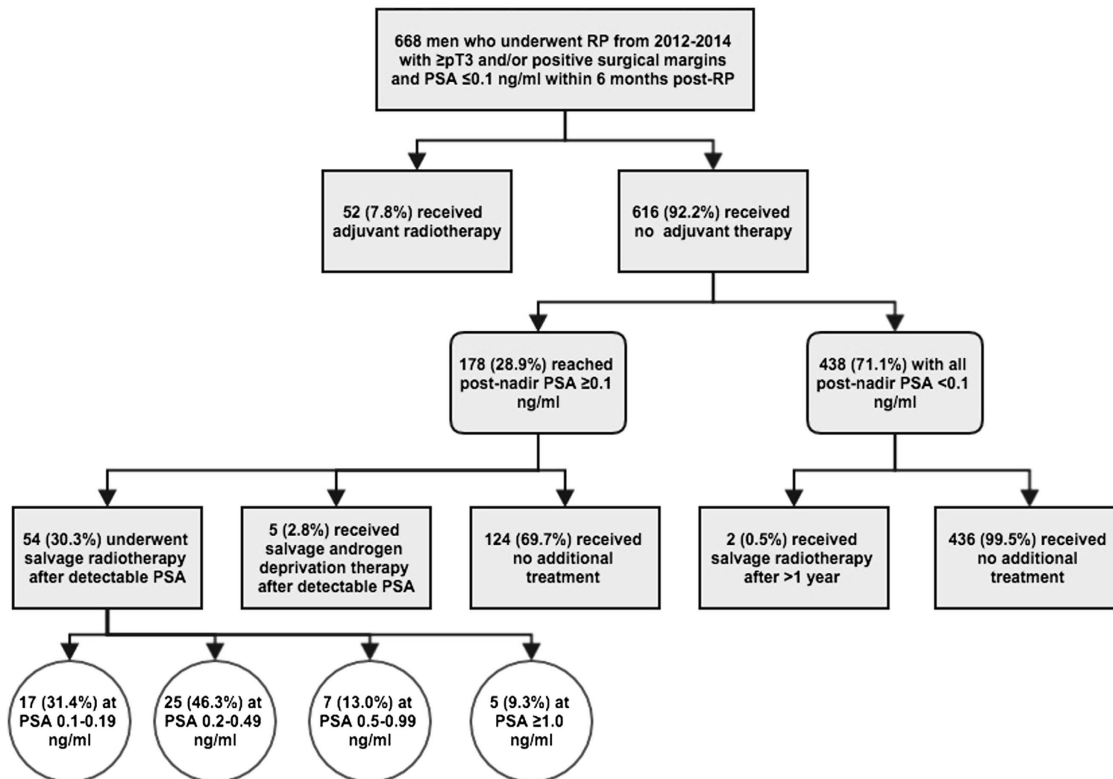 668 men who underwent RP from 2012-2014
with ≥pT3 and/or positive surgical margins
and PSA ≤0.1 ng/ml within 6 months post-RP
52 (7.8%) received
adjuvant radiotherapy
616 (92.2%) received
no adjuvant therapy
178 (28.9%) reached
post-nadir PSA ≥0.1
ng/ml
438 (71.1%) with all
post-nadir PSA <0.1
ng/ml
54 (30.3%) underwent
salvage radiotherapy
after detectable PSA
5 (2.8%) received
salvage androgen
deprivation therapy
after detectable PSA
124 (69.7%) received
no additional
treatment
2 (0.5%) received
salvage radiotherapy
after >1 year
436 (99.5%) received
no additional
treatment
17 (31.4%) at
PSA 0.1-0.19
ng/ml
25 (46.3%) at
PSA 0.2-0.49
ng/ml
7 (13.0%) at
PSA 0.5-0.99
ng/ml
5 (9.3%) at
PSA ≥1.0
ng/ml